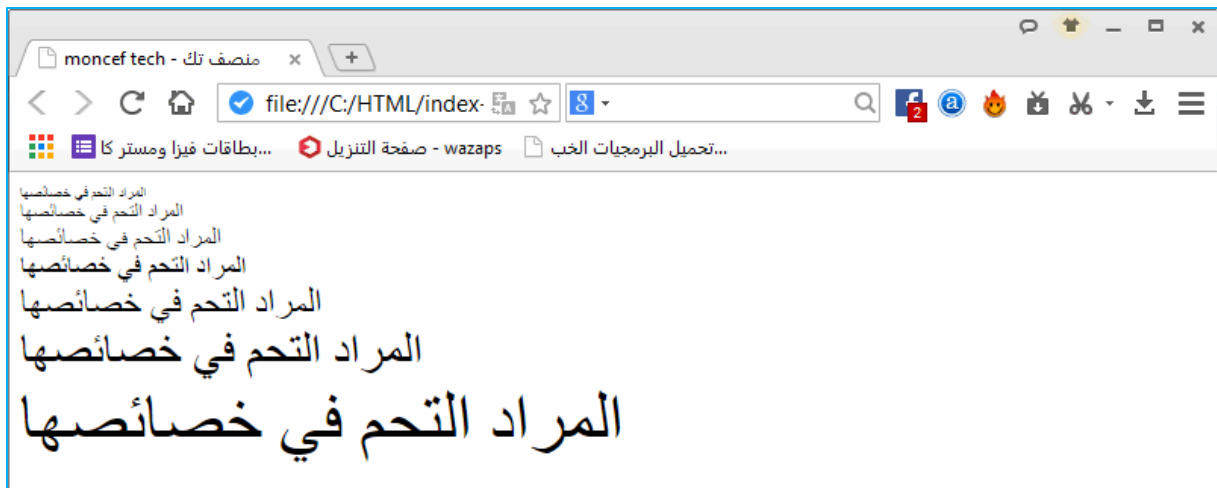 moncef tech - منصف تك
file:///C:/HTML/index-
8
2
a
بطاقات فيزا ومستر كا...
wazaps - صفحة التنزيل
تحميل البرمجيات الخب...
المراد التحم في خصائصها
المراد التحم في خصائصها
المراد التحم في خصائصها
المراد التحم في خصائصها
المراد التحم في خصائصها
المراد التحم في خصائصها
المراد التحم في خصائصها